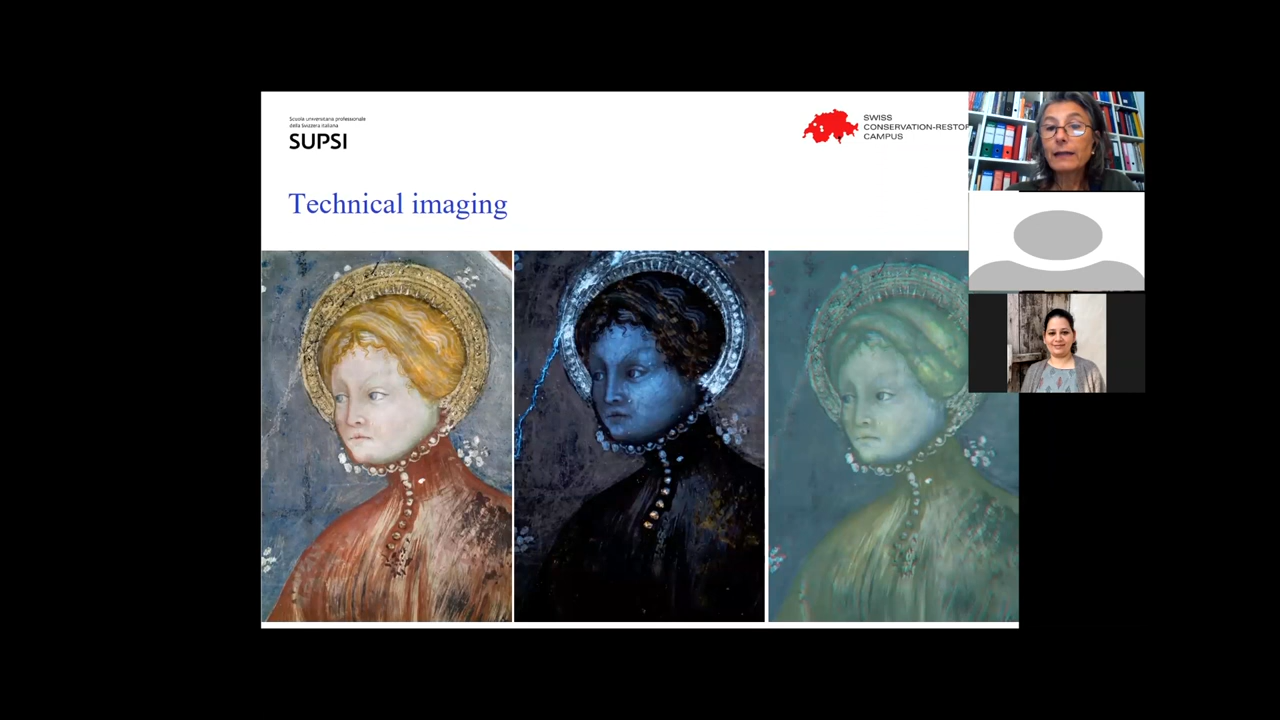 Scuola universitaria professionale
della Svizzera italiana
SUPSI
SWISS
CONSERVATION-RESTOR
CAMPUS
Technical imaging